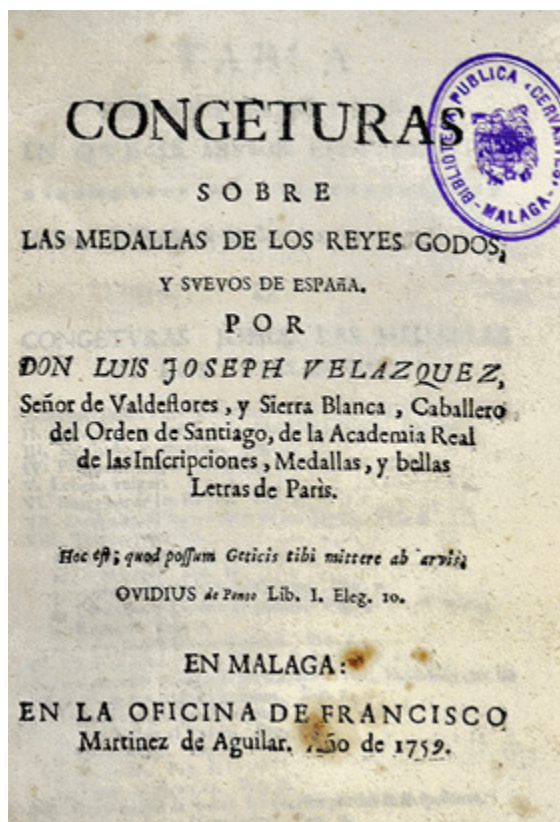 CONGETURAS
SOBRE
LAS MEDALLAS DE LOS REYES GODOS,
Y SVEVOS DE ESPAÑA.
POR
DON LUIS JOSEPH VELAZQUEZ,
Señor de Valdeflores, y Sierra Blanca, Caballero
del Orden de Santiago, de la Academia Real
de las Inscripciones, Medallas, y bellas
Letras de Parìs.
Hoc est; quod possum Geticis tibi mittere ab arvis;
OVIDIUS de Ponto Lib. I. Eleg. 10.
EN MALAGA:
EN LA OFICINA DE FRANCISCO
Martinez de Aguilar. Año de 1759.
BIBLIOTECA PUBLICA «CERVANTES»
MALAGA